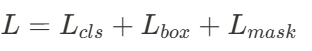 L = L_{cls} + L_{box} + L_{mask}